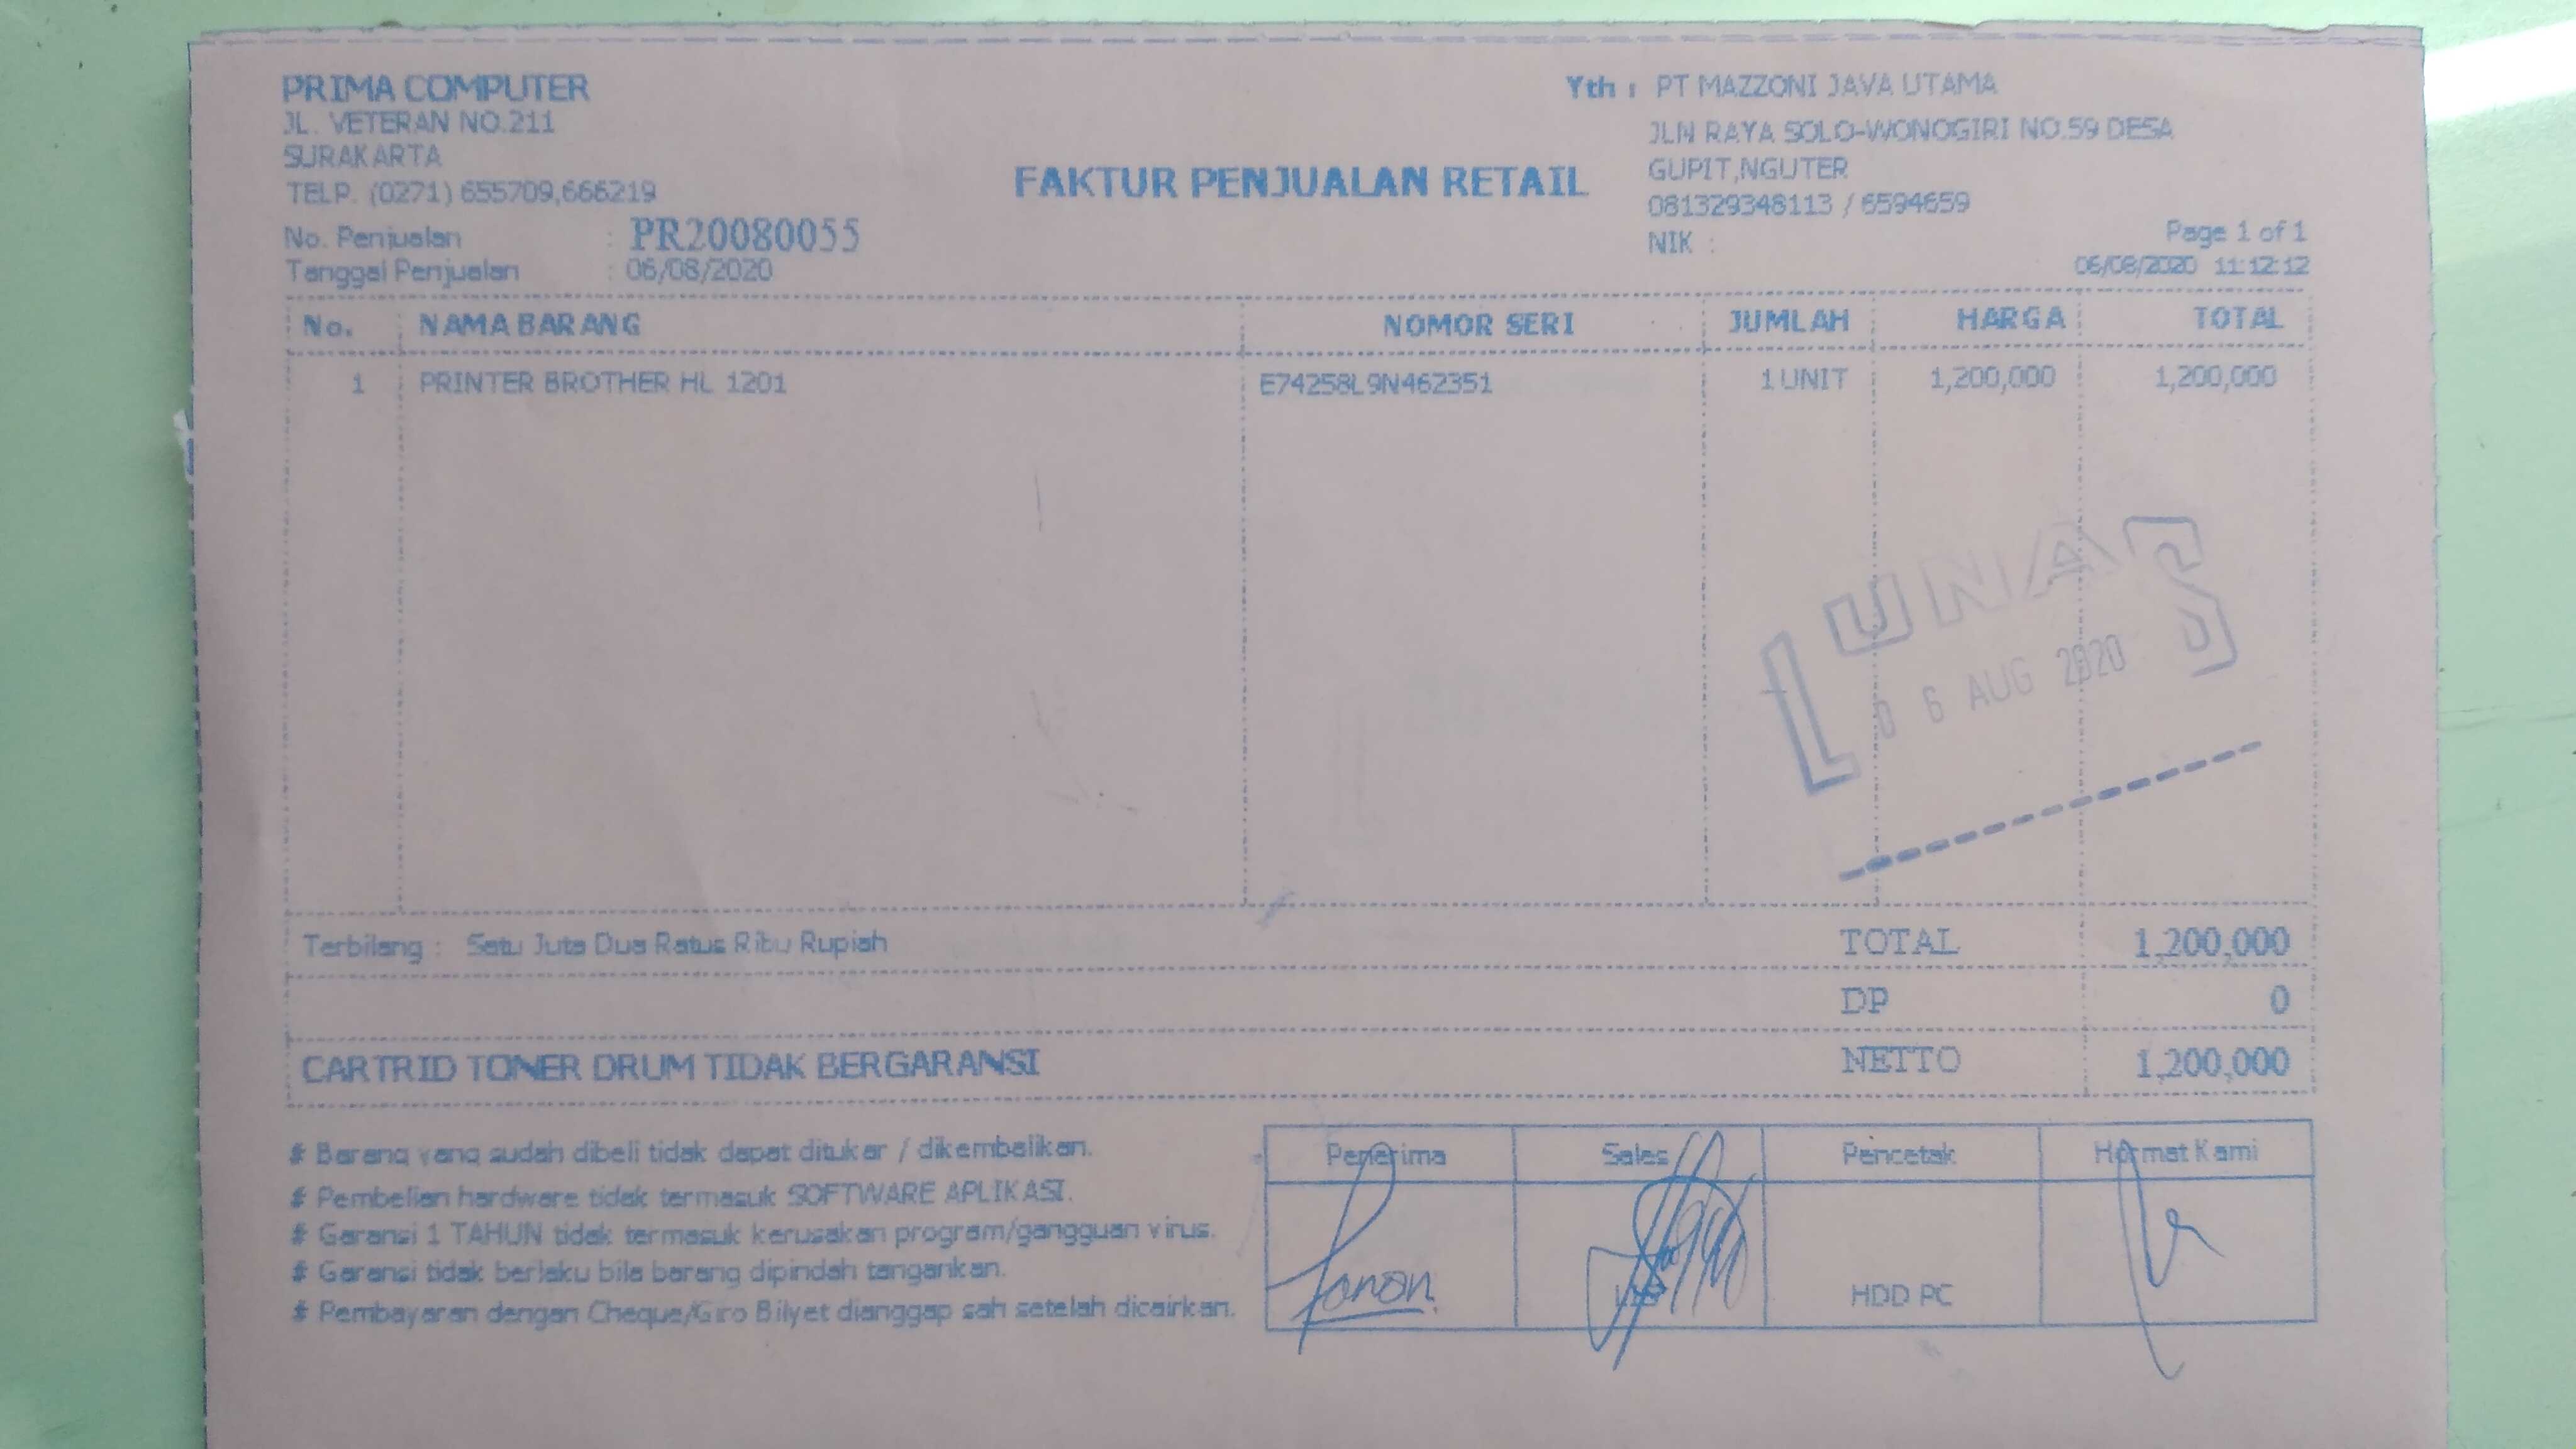 PRIMA COMPUTER
JL. VETERAN NO.211
SURAKARTA
TELP. (0271) 655709,666219
No. Penjualan : PR20080055
Tanggal Penjualan : 06/08/2020
FAKTUR PENJUALAN RETAIL
Yth : PT MAZZONI JAVA UTAMA
JLN RAYA SOLO-WONOGIRI NO.59 DESA
GUPIT,NGUTER
081329348113 / 6594659
NIK :
Page 1 of 1
06/08/2020 11:12:12
No. NAMA BARANG NOMOR SERI JUMLAH HARGA TOTAL
1 PRINTER BROTHER HL 1201 E74258L9N462351 1 UNIT 1,200,000 1,200,000
LUNAS
06 AUG 2020
Terbilang : Satu Juta Dua Ratus Ribu Rupiah TOTAL 1,200,000
DP 0
CARTRID TONER DRUM TIDAK BERGARANSI NETTO 1,200,000
# Barang yang sudah dibeli tidak dapat ditukar / dikembalikan.
# Pembelian hardware tidak termasuk SOFTWARE APLIKASI.
# Garansi 1 TAHUN tidak termasuk kerusakan program/gangguan virus.
# Garansi tidak berlaku bila barang dipindah tangankan.
# Pembayaran dengan Cheque/Giro Bilyet dianggap sah setelah dicairkan.
Penerima Sales Pencetak Hormat Kami
HDD PC